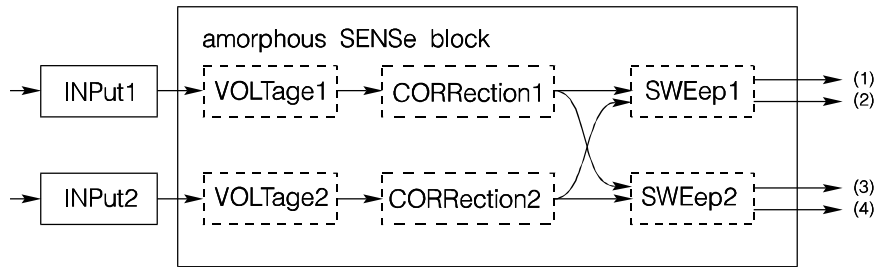 amorphous SENSe block
INPut1 VOLTage1 CORRection1 SWEep1 (1)
(2)
INPut2 VOLTage2 CORRection2 SWEep2 (3)
(4)